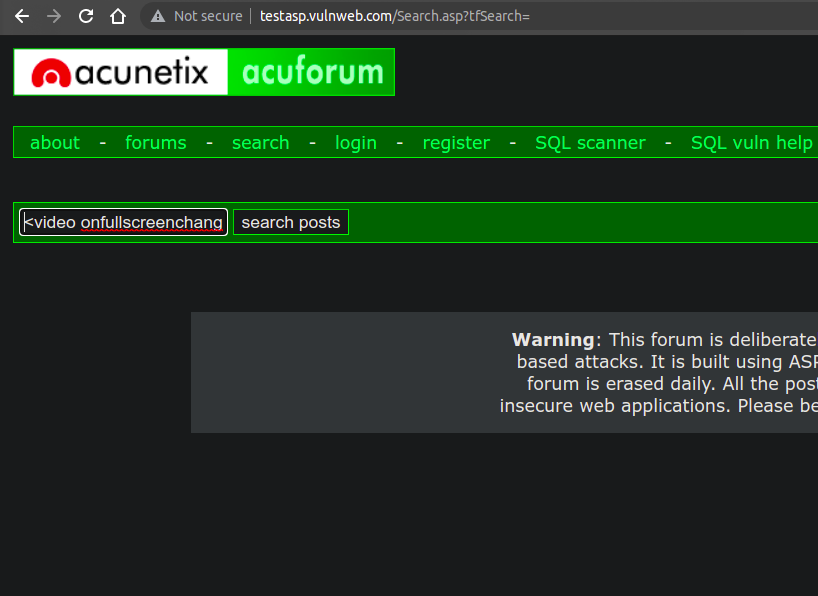 Not secure | testasp.vulnweb.com/Search.asp?tfSearch=
acunetix acuforum
about - forums - search - login - register - SQL scanner - SQL vuln help
<video onfullscreenchang search posts
Warning: This forum is deliberate
based attacks. It is built using ASP
forum is erased daily. All the post
insecure web applications. Please be